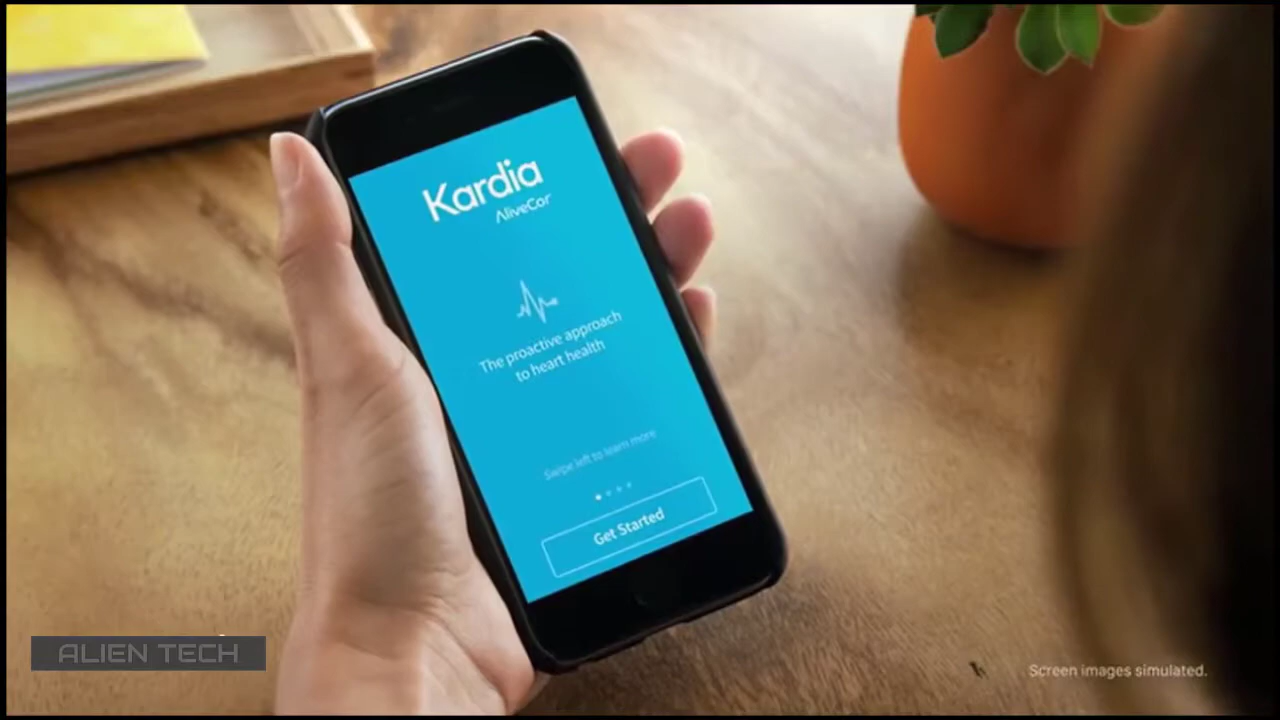 Kardia
AliveCor
The proactive approach
to heart health
Swipe left to learn more
Get Started
ALIEN TECH
Screen images simulated.